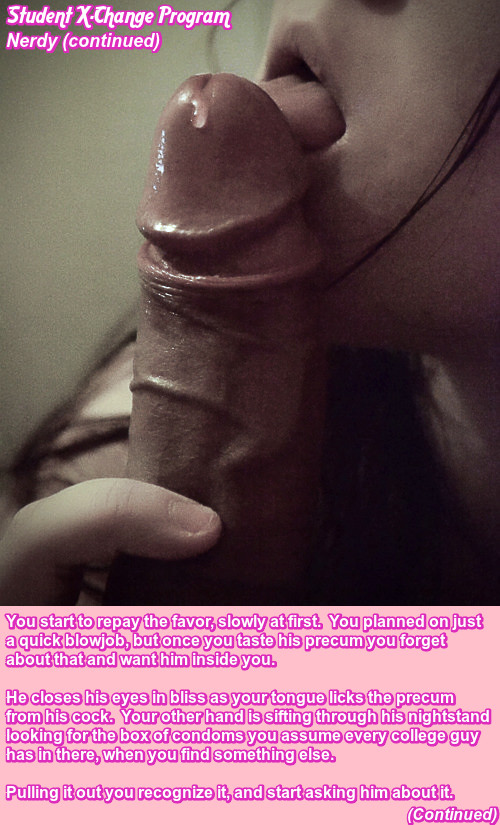 Student X-Change Program
Nerdy (continued)
You start to repay the favor, slowly at first.  You planned on just
a quick blowjob, but once you taste his precum you forget
about that and want him inside you.
He closes his eyes in bliss as your tongue licks the precum
from his cock.  Your other hand is sifting through his nightstand
looking for the box of condoms you assume every college guy
has in there, when you find something else.
Pulling it out you recognize it, and start asking him about it.
(Continued)